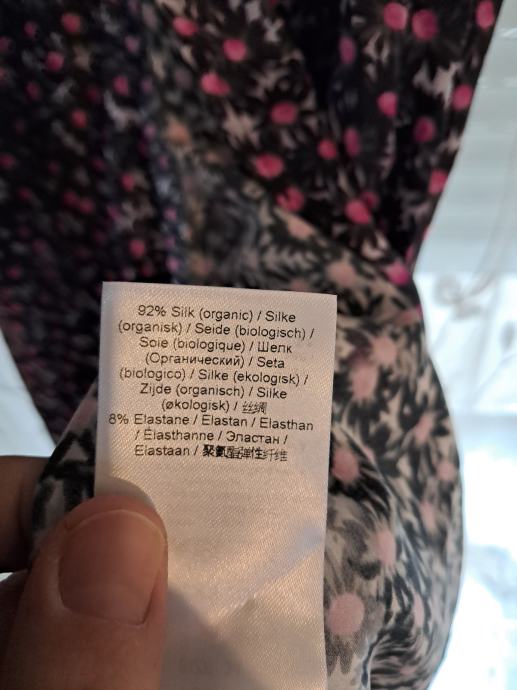 92% Silk (organic) / Silke
(organisk) / Seide (biologisch) /
Soie (biologique) / Шелк
(Органический) / Seta
(biologico) / Silke (ekologisk) /
Zijde (organisch) / Silke
(økologisk) / 丝绸
8% Elastane / Elastan / Elasthan
/ Elasthanne / Эластан /
Elastaan / 聚氨酯弹性纤维